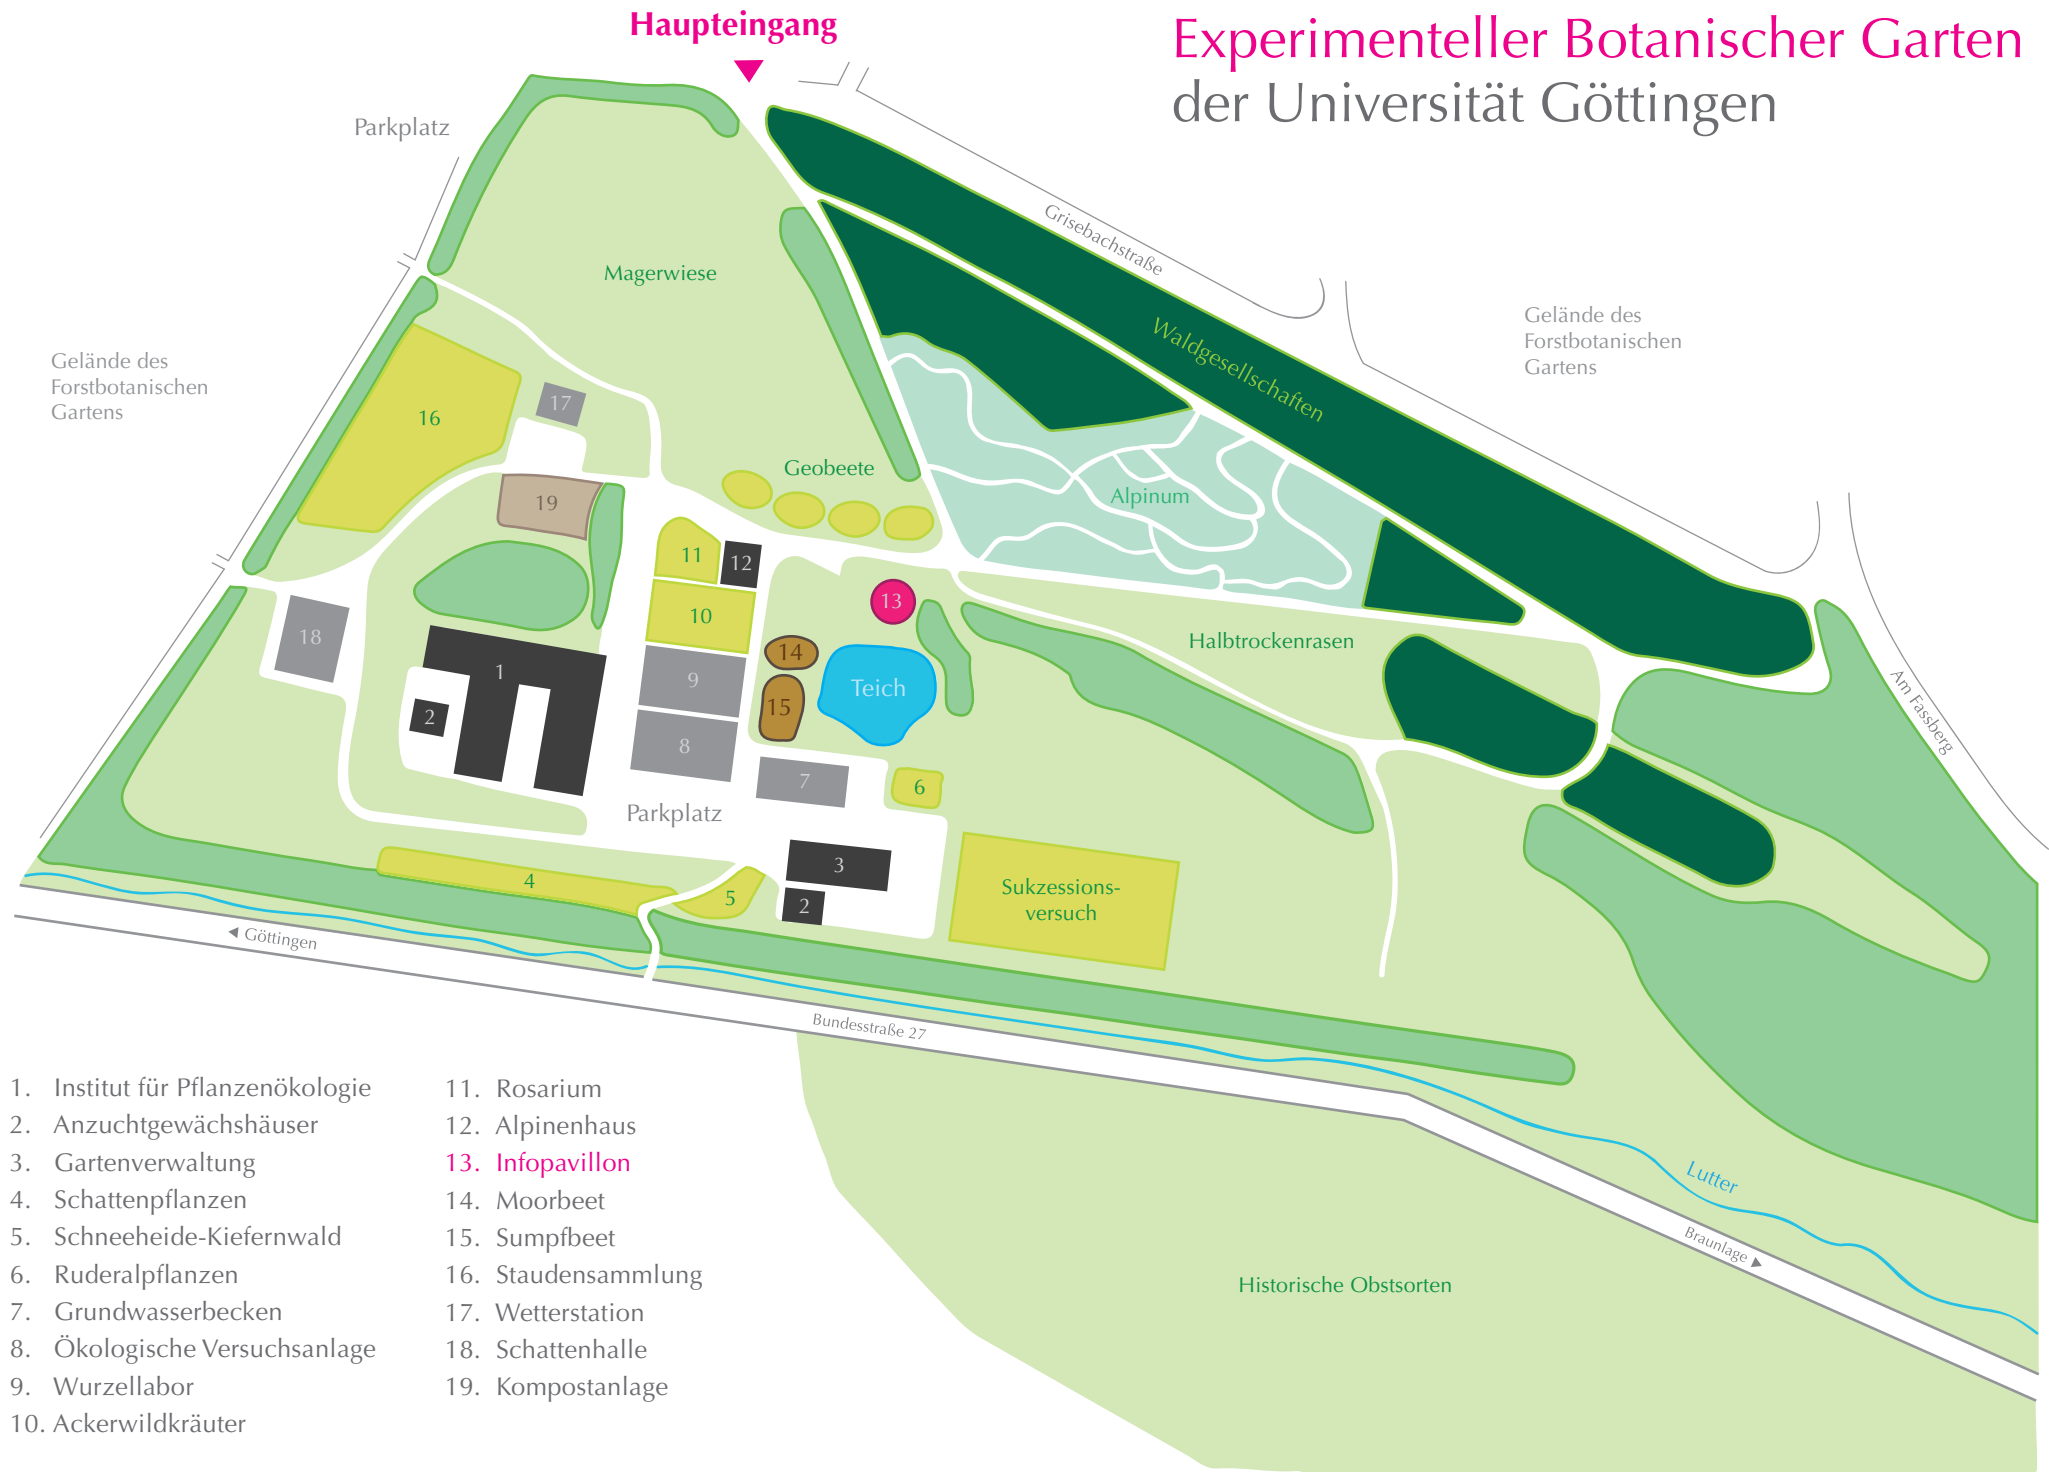 Haupteingang
Experimenteller Botanischer Garten
der Universität Göttingen
Parkplatz
Grisebachstraße
Magerwiese
Waldgesellschaften
Gelände des
Forstbotanischen
Gartens
Gelände des
Forstbotanischen
Gartens
17
16
Geobeete
Alpinum
19
11
12
13
10
18
Halbtrockenrasen
14
1
9
Teich
15
2
8
Am Fassberg
7
6
Parkplatz
3
4
5
2
Sukzessions-
versuch
Göttingen
Bundesstraße 27
Lutter
Braunlage
Historische Obstsorten
1. Institut für Pflanzenökologie
2. Anzuchtgewächshäuser
3. Gartenverwaltung
4. Schattenpflanzen
5. Schneeheide-Kiefernwald
6. Ruderalpflanzen
7. Grundwasserbecken
8. Ökologische Versuchsanlage
9. Wurzellabor
10. Ackerwildkräuter
11. Rosarium
12. Alpinenhaus
13. Infopavillon
14. Moorbeet
15. Sumpfbeet
16. Staudensammlung
17. Wetterstation
18. Schattenhalle
19. Kompostanlage